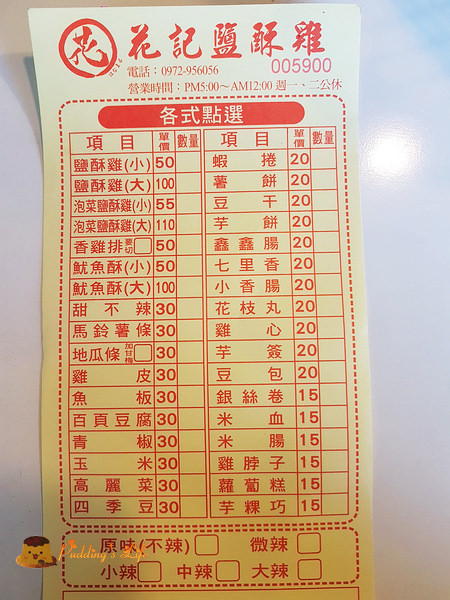 花 花記鹽酥雞
電話：0972-956056 005900
營業時間：PM5:00～AM12:00 週一、二公休
各式點選
項目 單價 數量 項目 單價 數量
鹽酥雞(小) 50 蝦捲 20
鹽酥雞(大) 100 薯餅 20
泡菜鹽酥雞(小) 55 豆干 20
泡菜鹽酥雞(大) 110 芋餅 20
香雞排 要切 50 鑫鑫腸 20
魷魚酥(小) 50 七里香 20
魷魚酥(大) 100 小香腸 20
甜不辣 30 花枝丸 20
馬鈴薯條 30 雞心 20
地瓜條 加甘梅 30 芋簽 20
雞皮 30 豆包 20
魚板 30 銀絲卷 15
百頁豆腐 30 米血 15
青椒 30 米腸 15
玉米 30 雞脖子 15
高麗菜 30 蘿蔔糕 15
四季豆 30 芋粿巧 15
原味(不辣) 微辣
小辣 中辣 大辣
Pudding's Life